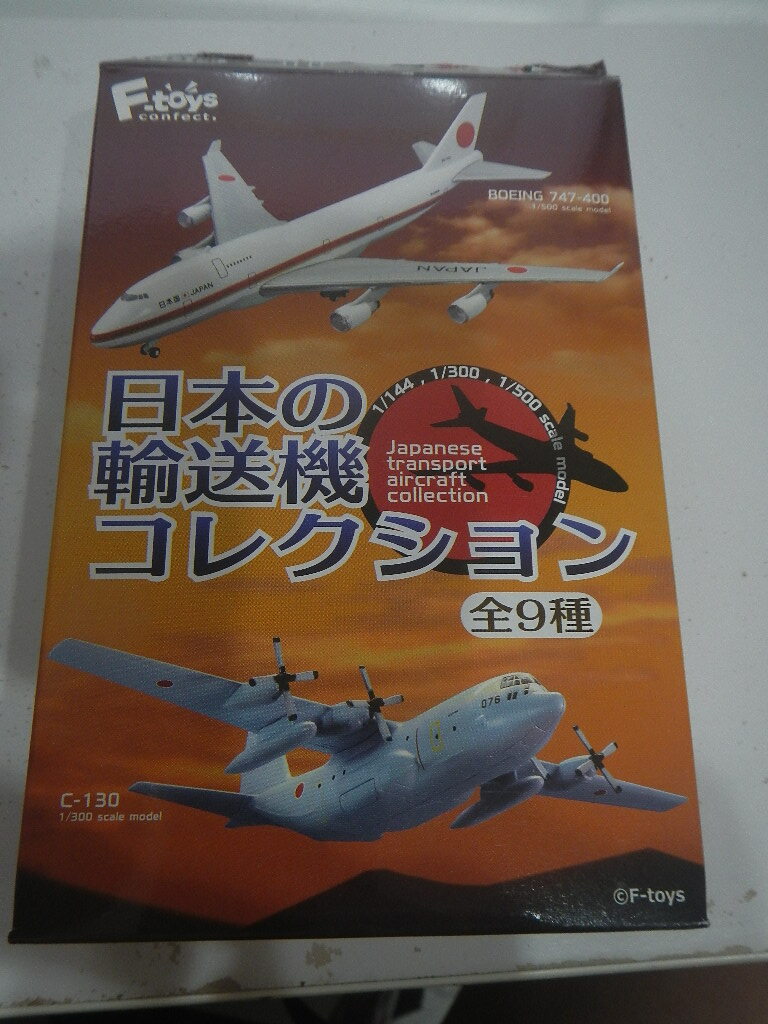 F-toys
confect.
BOEING 747-400
1/500 scale model
JAPAN
日本国 JAPAN
日本の
輸送機
コレクション
1/144 , 1/300 , 1/500 scale model
Japanese
transport
aircraft
collection
全9種
076
C-130
1/300 scale model
©F-toys